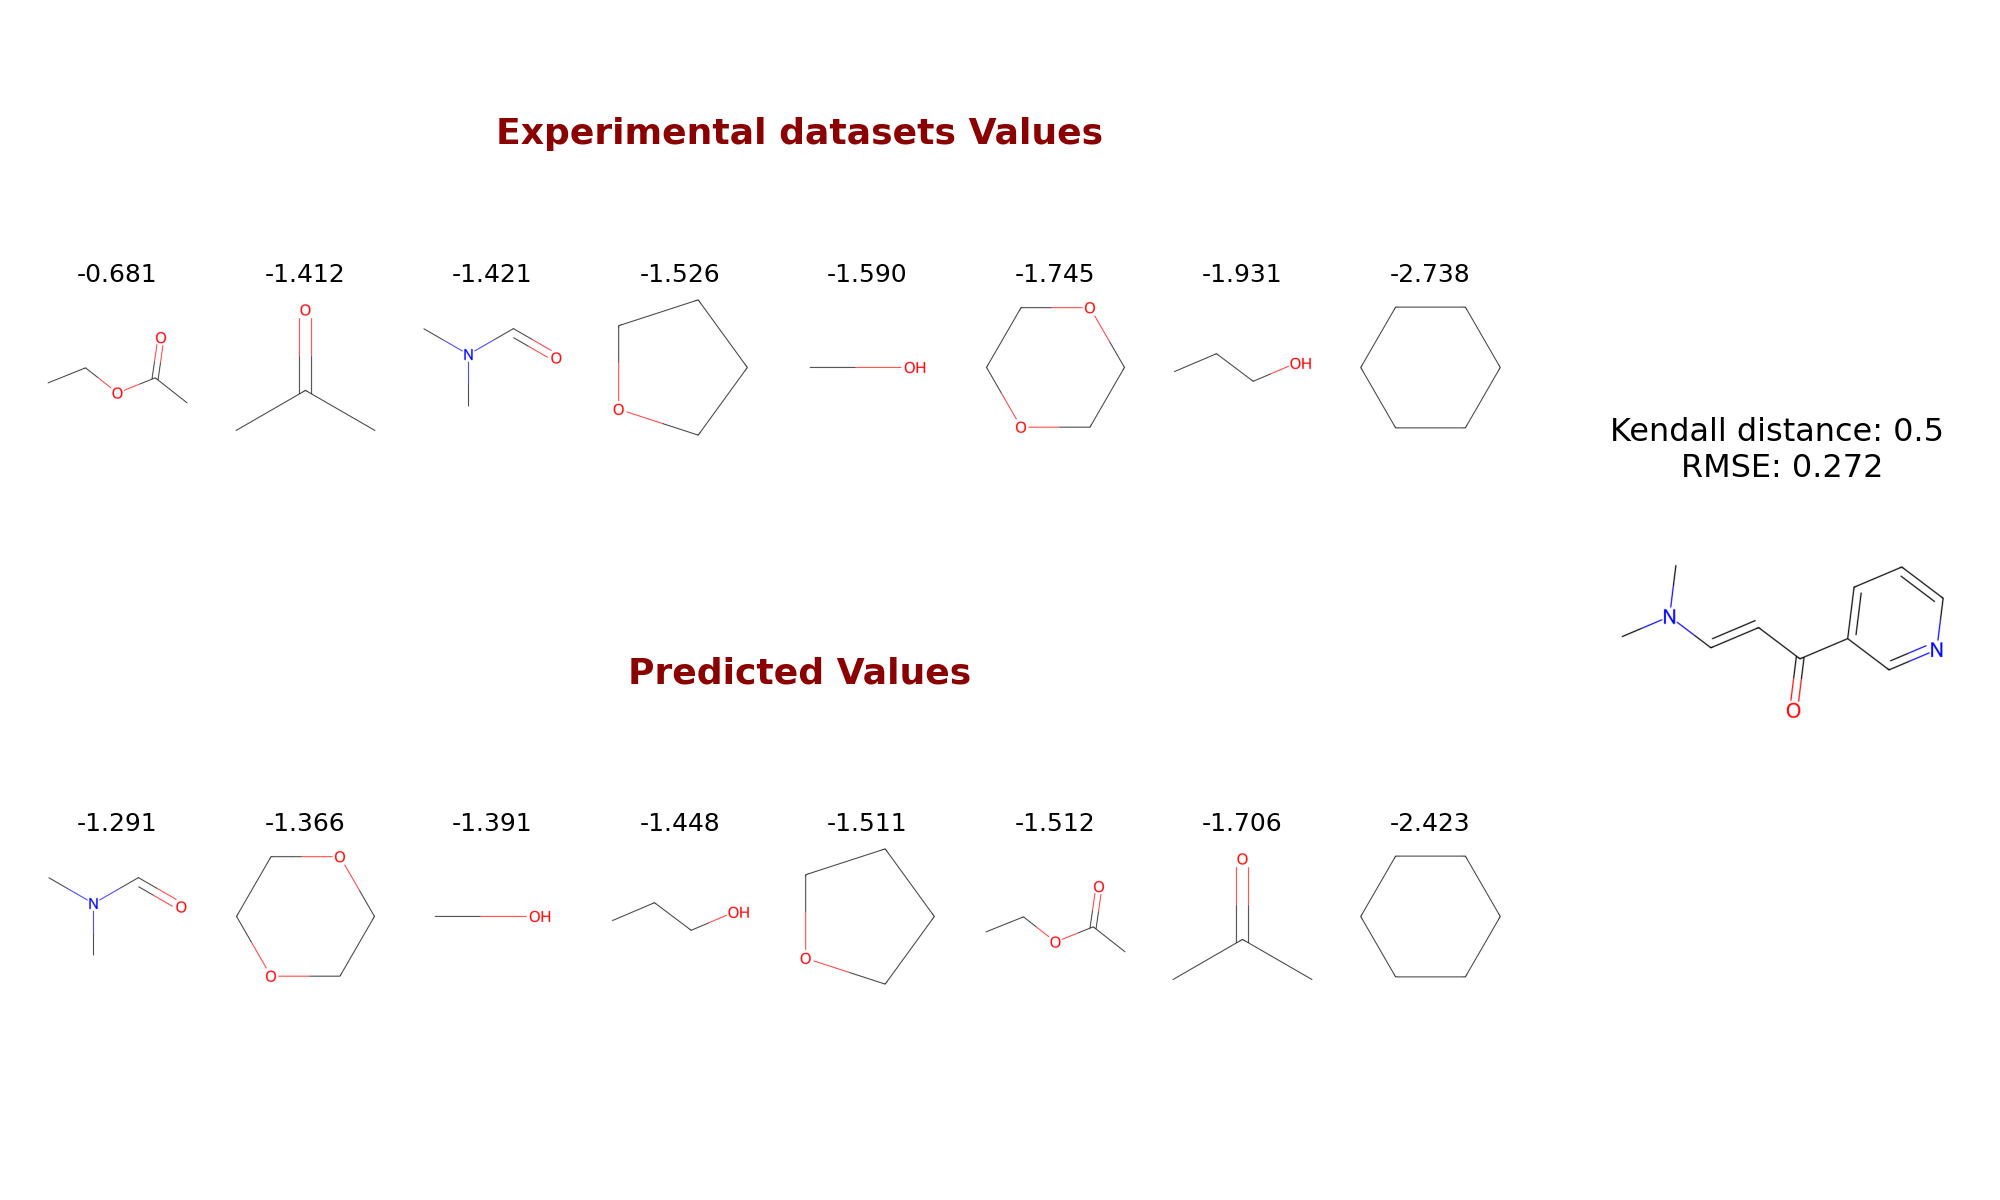 Experimental datasets Values
-0.681 -1.412 -1.421 -1.526 -1.590 -1.745 -1.931 -2.738
O O N O O OH O O OH
O O
Kendall distance: 0.5
RMSE: 0.272
N N O
Predicted Values
-1.291 -1.366 -1.391 -1.448 -1.511 -1.512 -1.706 -2.423
N O O OH OH O O
O O O